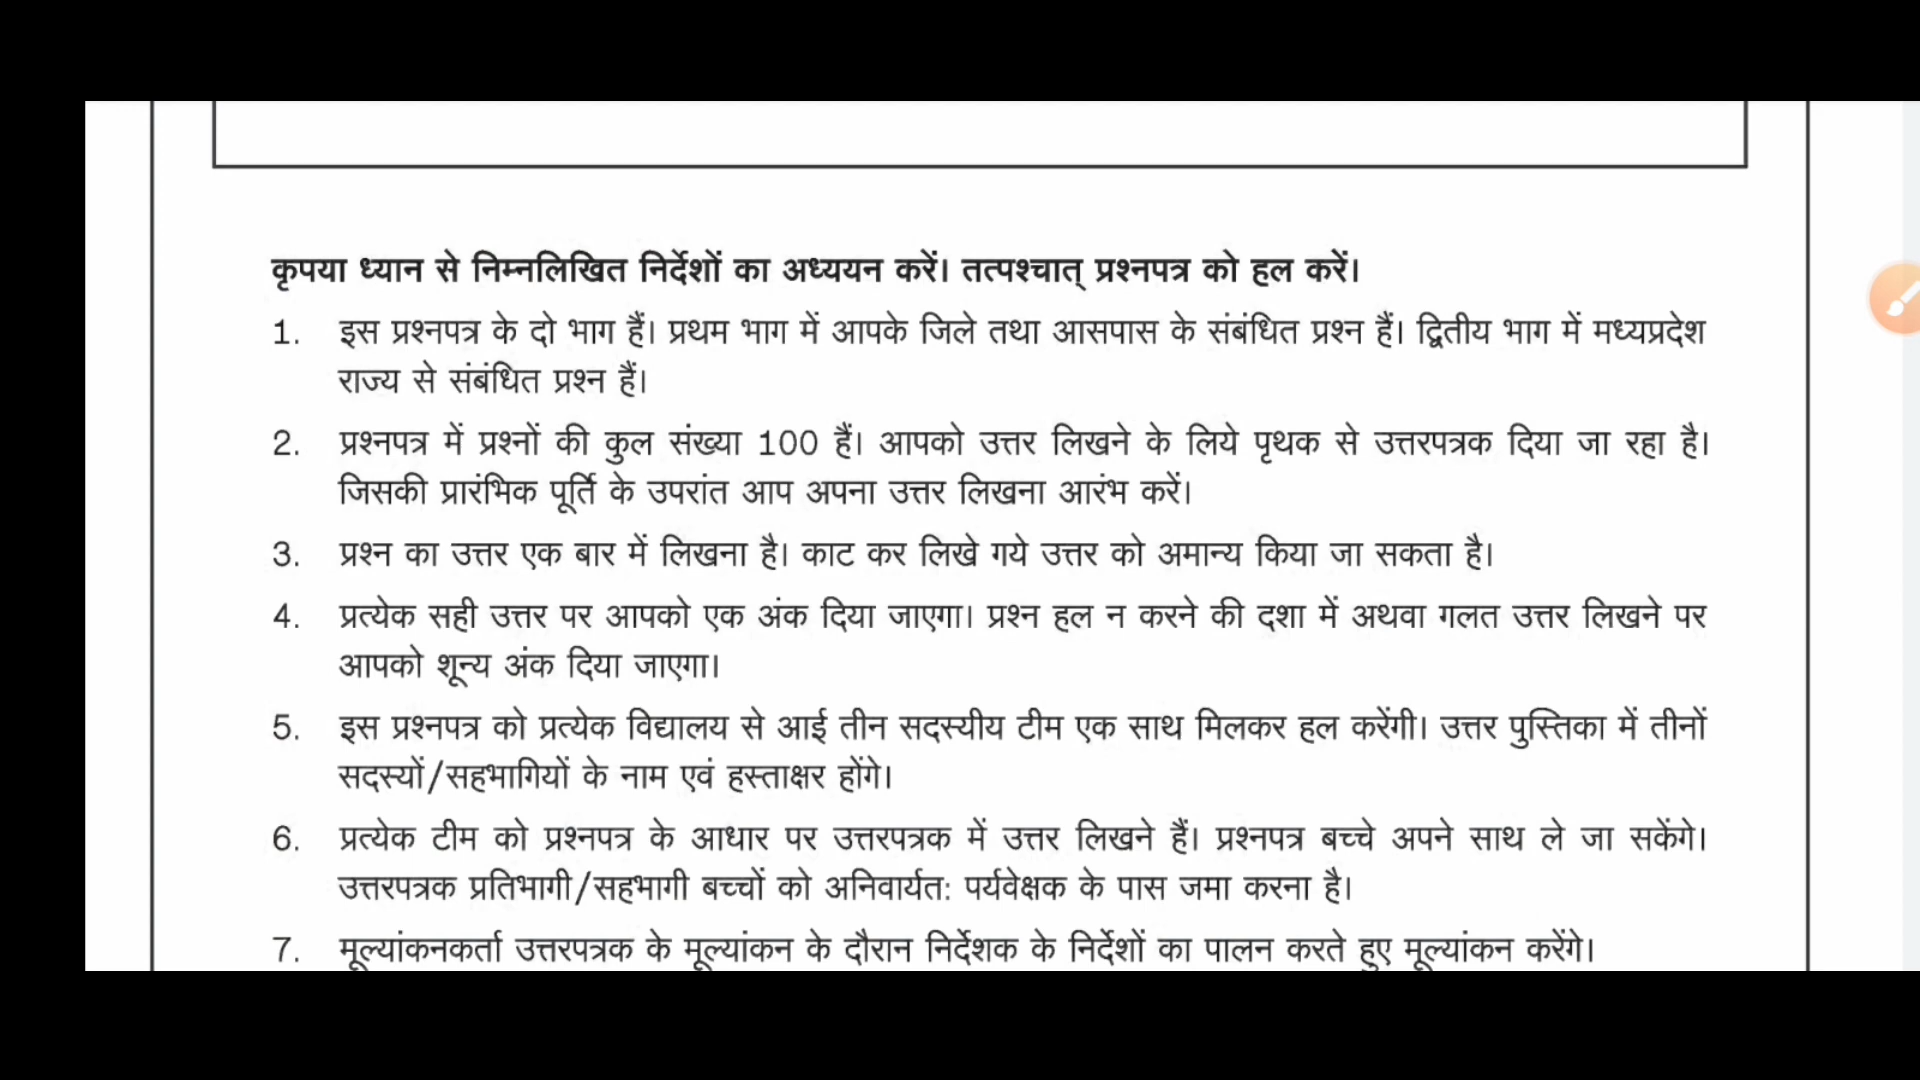 कृपया ध्यान से निम्नलिखित निर्देशों का अध्ययन करें। तत्पश्चात् प्रश्नपत्र को हल करें।
1. इस प्रश्नपत्र के दो भाग हैं। प्रथम भाग में आपके जिले तथा आसपास के संबंधित प्रश्न हैं। द्वितीय भाग में मध्यप्रदेश
राज्य से संबंधित प्रश्न हैं।
2. प्रश्नपत्र में प्रश्नों की कुल संख्या 100 हैं। आपको उत्तर लिखने के लिये पृथक से उत्तरपत्रक दिया जा रहा है।
जिसकी प्रारंभिक पूर्ति के उपरांत आप अपना उत्तर लिखना आरंभ करें।
3. प्रश्न का उत्तर एक बार में लिखना है। काट कर लिखे गये उत्तर को अमान्य किया जा सकता है।
4. प्रत्येक सही उत्तर पर आपको एक अंक दिया जाएगा। प्रश्न हल न करने की दशा में अथवा गलत उत्तर लिखने पर
आपको शून्य अंक दिया जाएगा।
5. इस प्रश्नपत्र को प्रत्येक विद्यालय से आई तीन सदस्यीय टीम एक साथ मिलकर हल करेंगी। उत्तर पुस्तिका में तीनों
सदस्यों/सहभागियों के नाम एवं हस्ताक्षर होंगे।
6. प्रत्येक टीम को प्रश्नपत्र के आधार पर उत्तरपत्रक में उत्तर लिखने हैं। प्रश्नपत्र बच्चे अपने साथ ले जा सकेंगे।
उत्तरपत्रक प्रतिभागी/सहभागी बच्चों को अनिवार्यत: पर्यवेक्षक के पास जमा करना है।
7. मूल्यांकनकर्ता उत्तरपत्रक के मूल्यांकन के दौरान निर्देशक के निर्देशों का पालन करते हुए मूल्यांकन करेंगे।